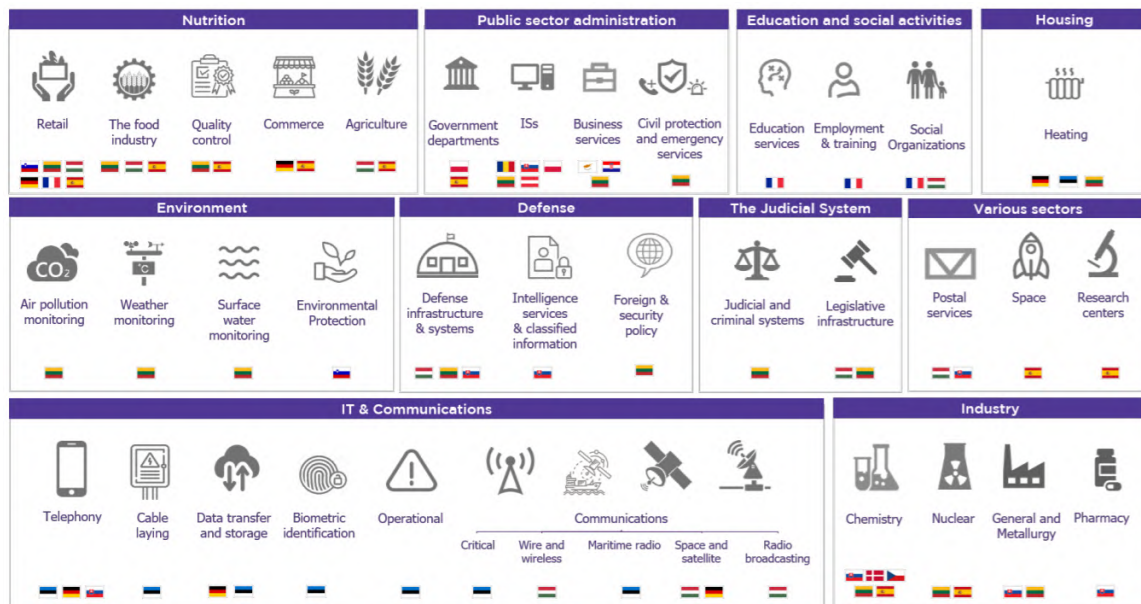 Nutrition
Public sector administration
Education and social activities
Housing
Retail
The food
industry
Quality
control
Commerce
Agriculture
Government
departments
ISs
Business
services
Civil protection
and emergency
services
Education
services
Employment
& training
Social
Organizations
Heating
Environment
Defense
The Judicial System
Various sectors
CO2
°C
Air pollution
monitoring
Weather
monitoring
Surface
water
monitoring
Environmental
Protection
Defense
infrastructure
& systems
Intelligence
services
& classified
information
Foreign &
security
policy
Judicial and
criminal systems
Legislative
infrastructure
Postal
services
Space
Research
centers
IT & Communications
Industry
Telephony
Cable
laying
Data transfer
and storage
Biometric
identification
Operational
Communications
Critical
Wire and
wireless
Maritime radio
Space and
satellite
Radio
broadcasting
Chemistry
Nuclear
General and
Metallurgy
Pharmacy